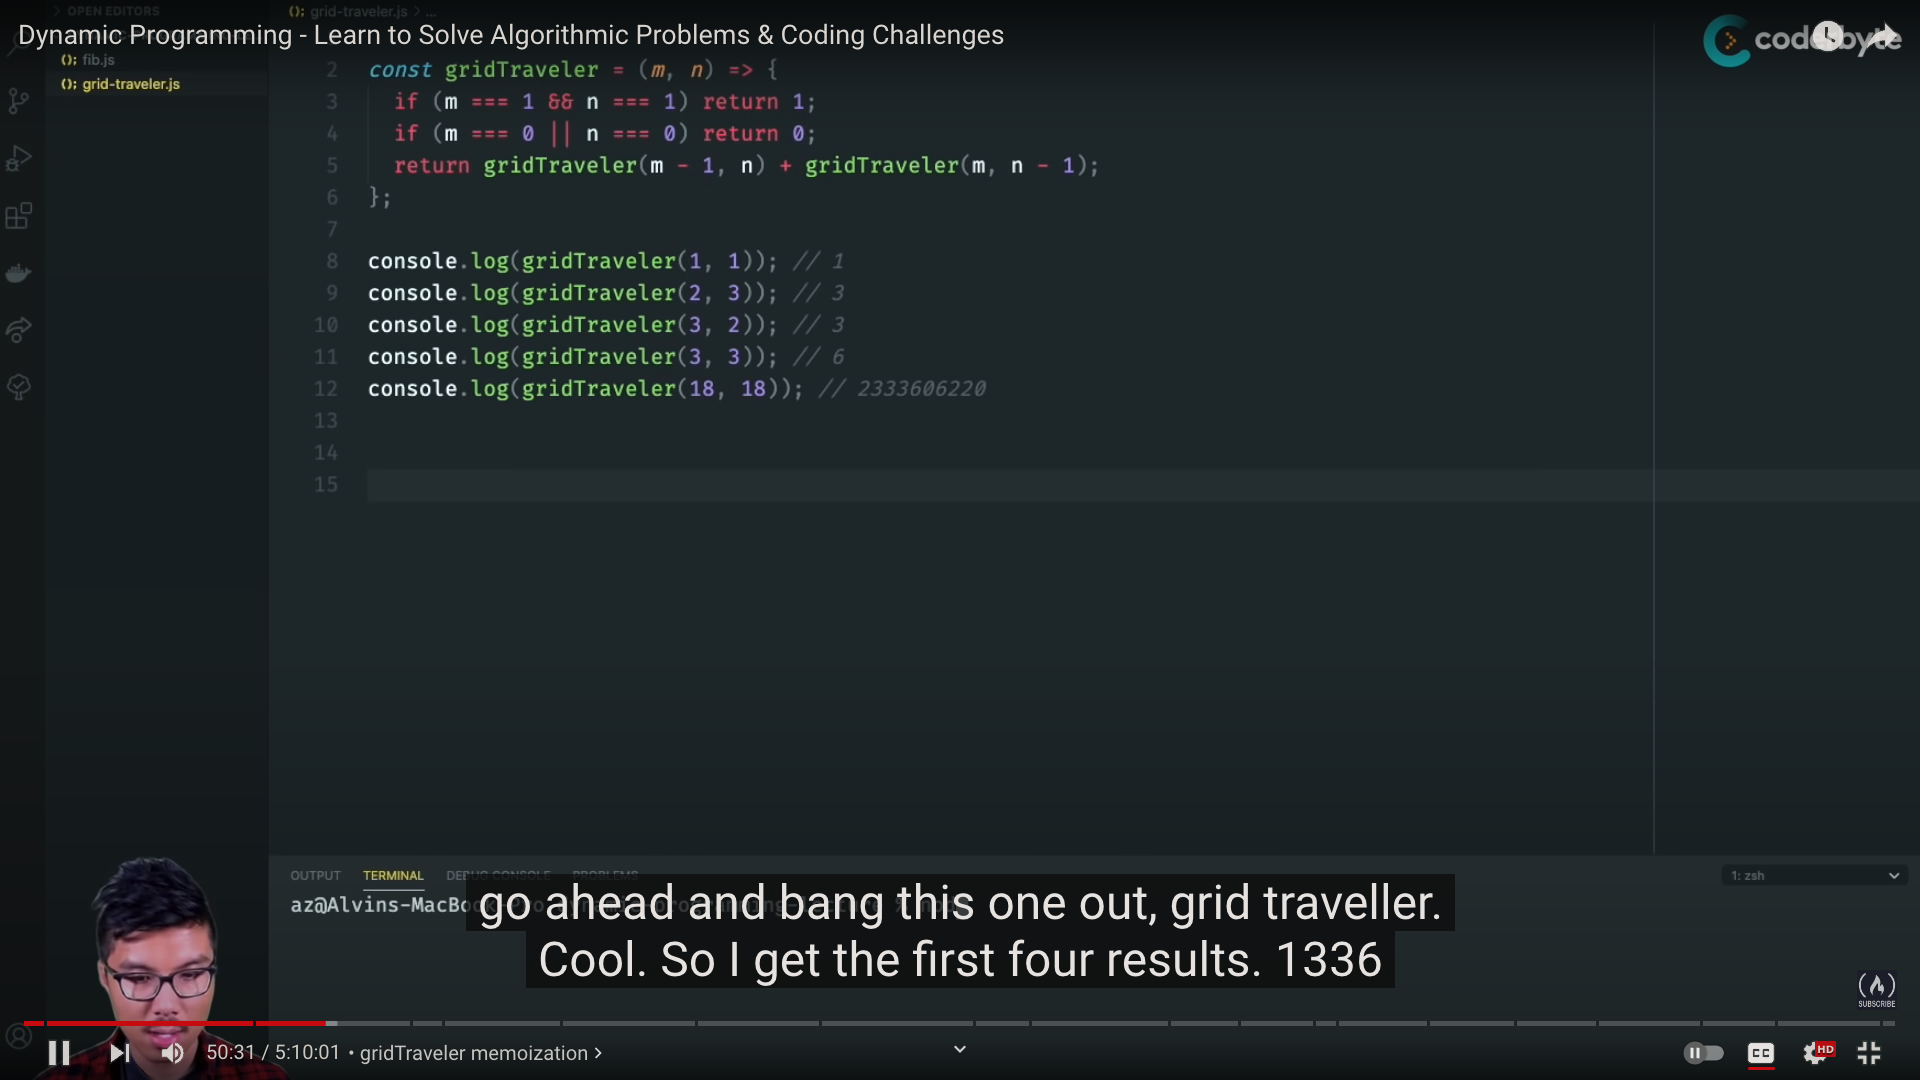 OPEN EDITORS
grid-traveler.js > ...
Dynamic Programming - Learn to Solve Algorithmic Problems & Coding Challenges
coderbyte
fib.js
grid-traveler.js
2 const gridTraveler = (m, n) => {
3 if (m === 1 && n === 1) return 1;
4 if (m === 0 || n === 0) return 0;
5 return gridTraveler(m - 1, n) + gridTraveler(m, n - 1);
6 };
7
8 console.log(gridTraveler(1, 1)); // 1
9 console.log(gridTraveler(2, 3)); // 3
10 console.log(gridTraveler(3, 2)); // 3
11 console.log(gridTraveler(3, 3)); // 6
12 console.log(gridTraveler(18, 18)); // 2333606220
13
14
15
OUTPUT TERMINAL DEBUG CONSOLE PROBLEMS 1: zsh
az@Alvins-MacBook-Pro
go ahead and bang this one out, grid traveller.
Cool. So I get the first four results. 1336
SUBSCRIBE
50:31 / 5:10:01 • gridTraveler memoization >
CC
HD